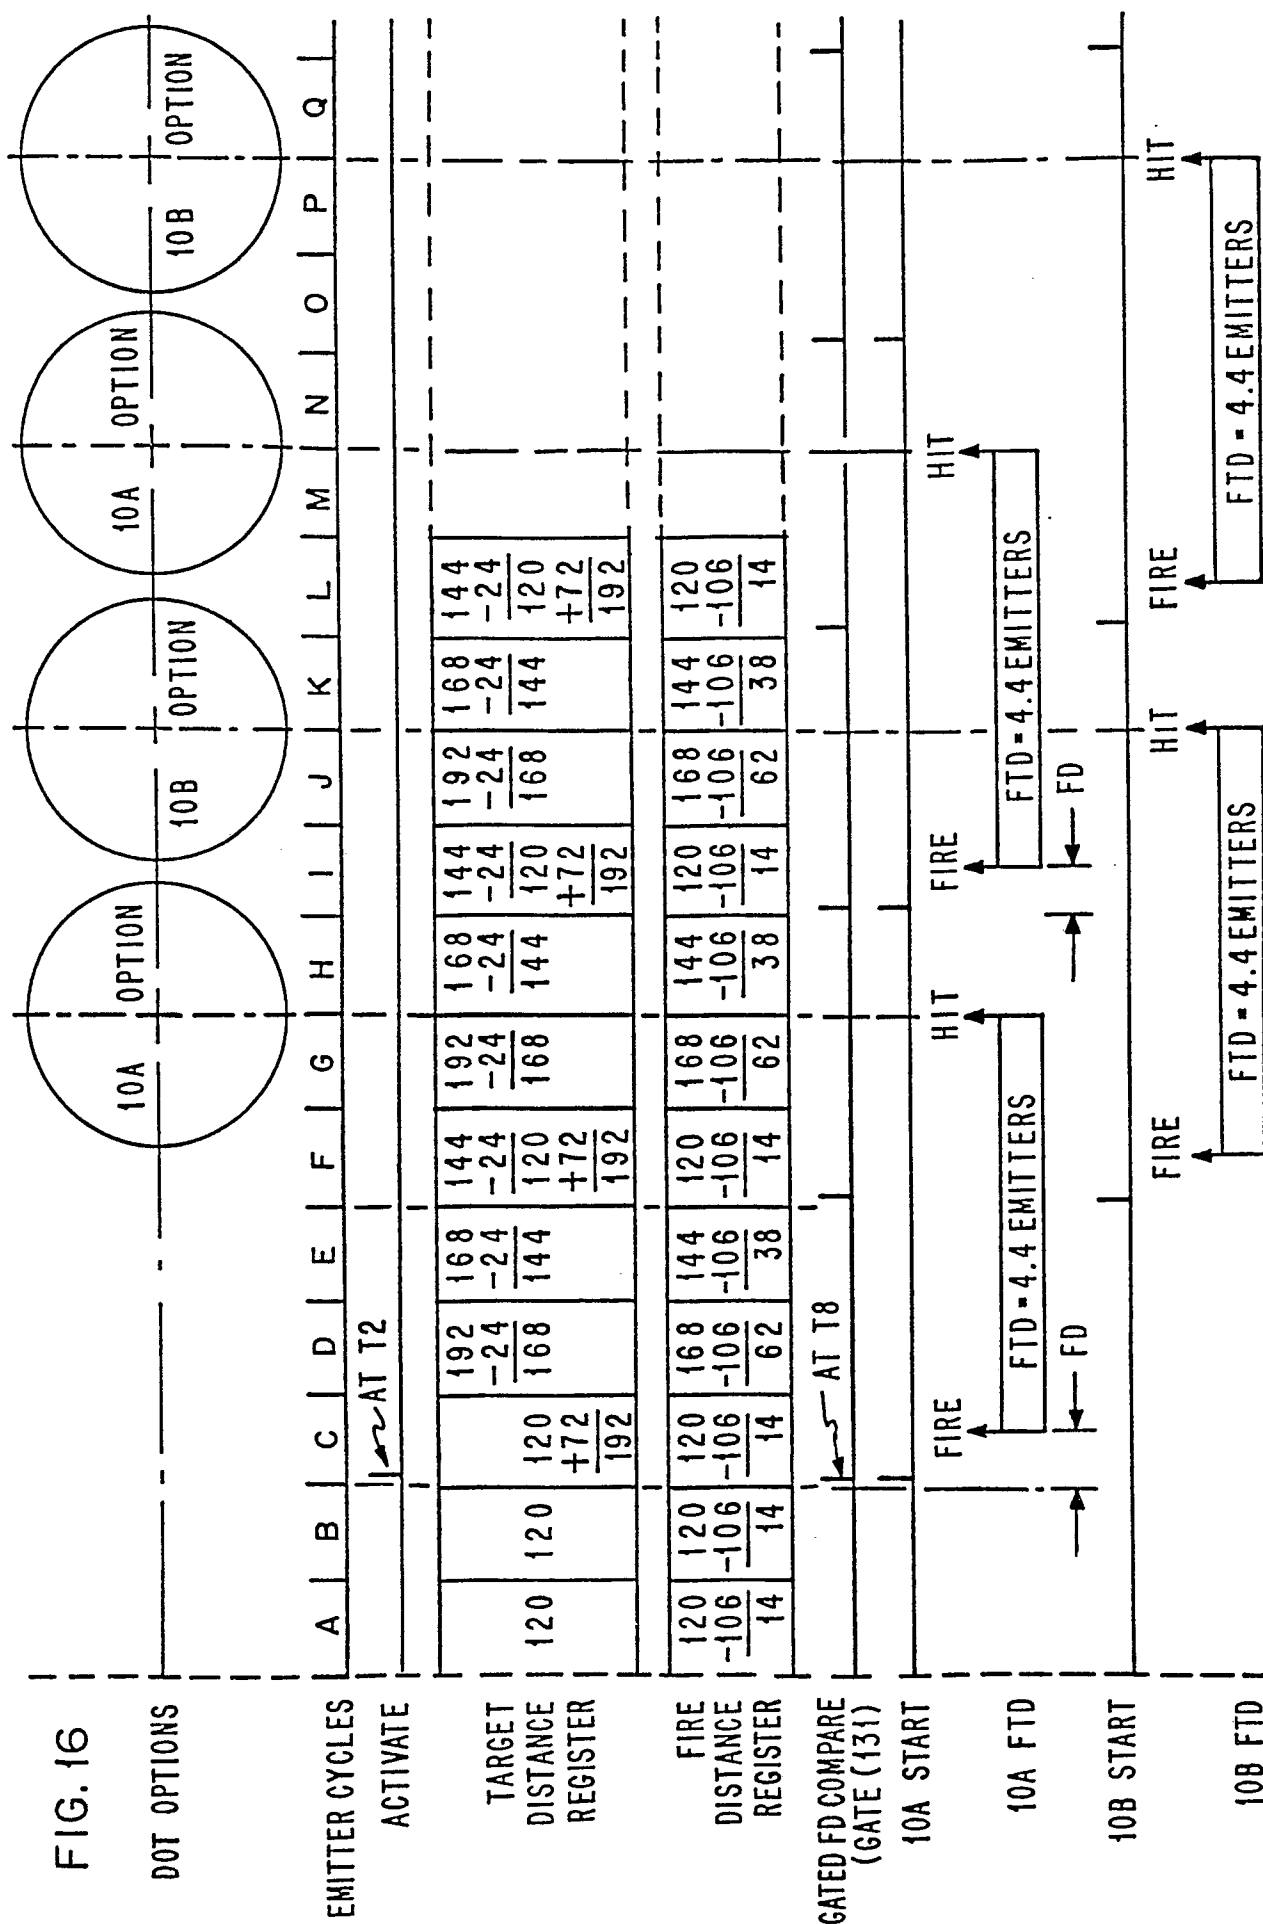 FIG. 16
DOT OPTIONS
10A OPTION
10B OPTION
10A OPTION
10B OPTION
EMITTER CYCLES
A B C D E F G H I J K L M N O P Q
ACTIVATE
AT T2
TARGET
DISTANCE
REGISTER
120
120
120
+72
192
192
-24
168
168
-24
144
144
-24
120
+72
192
192
-24
168
168
-24
144
144
-24
120
+72
192
192
-24
168
168
-24
144
144
-24
120
+72
192
FIRE
DISTANCE
REGISTER
120
-106
14
120
-106
14
120
-106
14
168
-106
62
144
-106
38
120
-106
14
168
-106
62
144
-106
38
120
-106
14
168
-106
62
144
-106
38
120
-106
14
GATED FD COMPARE
(GATE (131)
AT T8
10A START
FIRE
HIT
FIRE
HIT
10A FTD
FTD = 4.4 EMITTERS
FTD = 4.4 EMITTERS
FD
FD
10B START
FIRE
HIT
FIRE
HIT
10B FTD
FTD = 4.4 EMITTERS
FTD = 4.4 EMITTERS